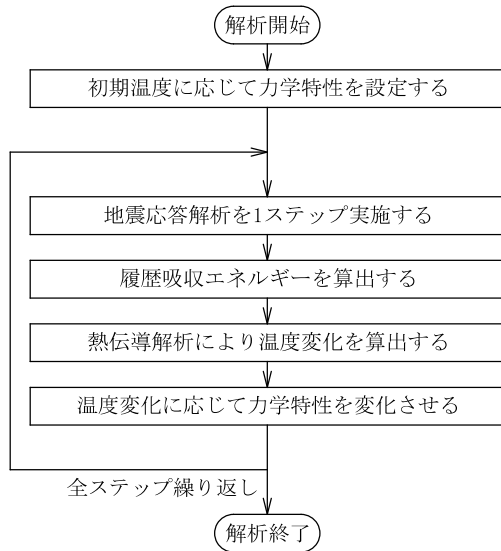 解析開始
初期温度に応じて力学特性を設定する
地震応答解析を1ステップ実施する
履歴吸収エネルギーを算出する
熱伝導解析により温度変化を算出する
温度変化に応じて力学特性を変化させる
全ステップ繰り返し
解析終了